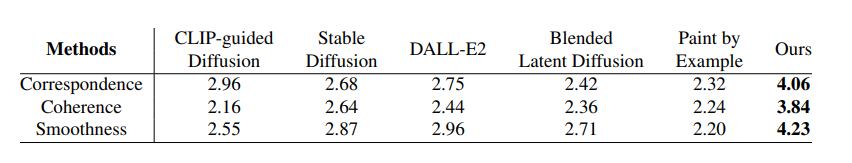 Methods CLIP-guided Diffusion Stable Diffusion DALL-E2 Blended Latent Diffusion Paint by Example Ours
Correspondence 2.96 2.68 2.75 2.42 2.32 4.06
Coherence 2.16 2.64 2.44 2.36 2.24 3.84
Smoothness 2.55 2.87 2.96 2.71 2.20 4.23